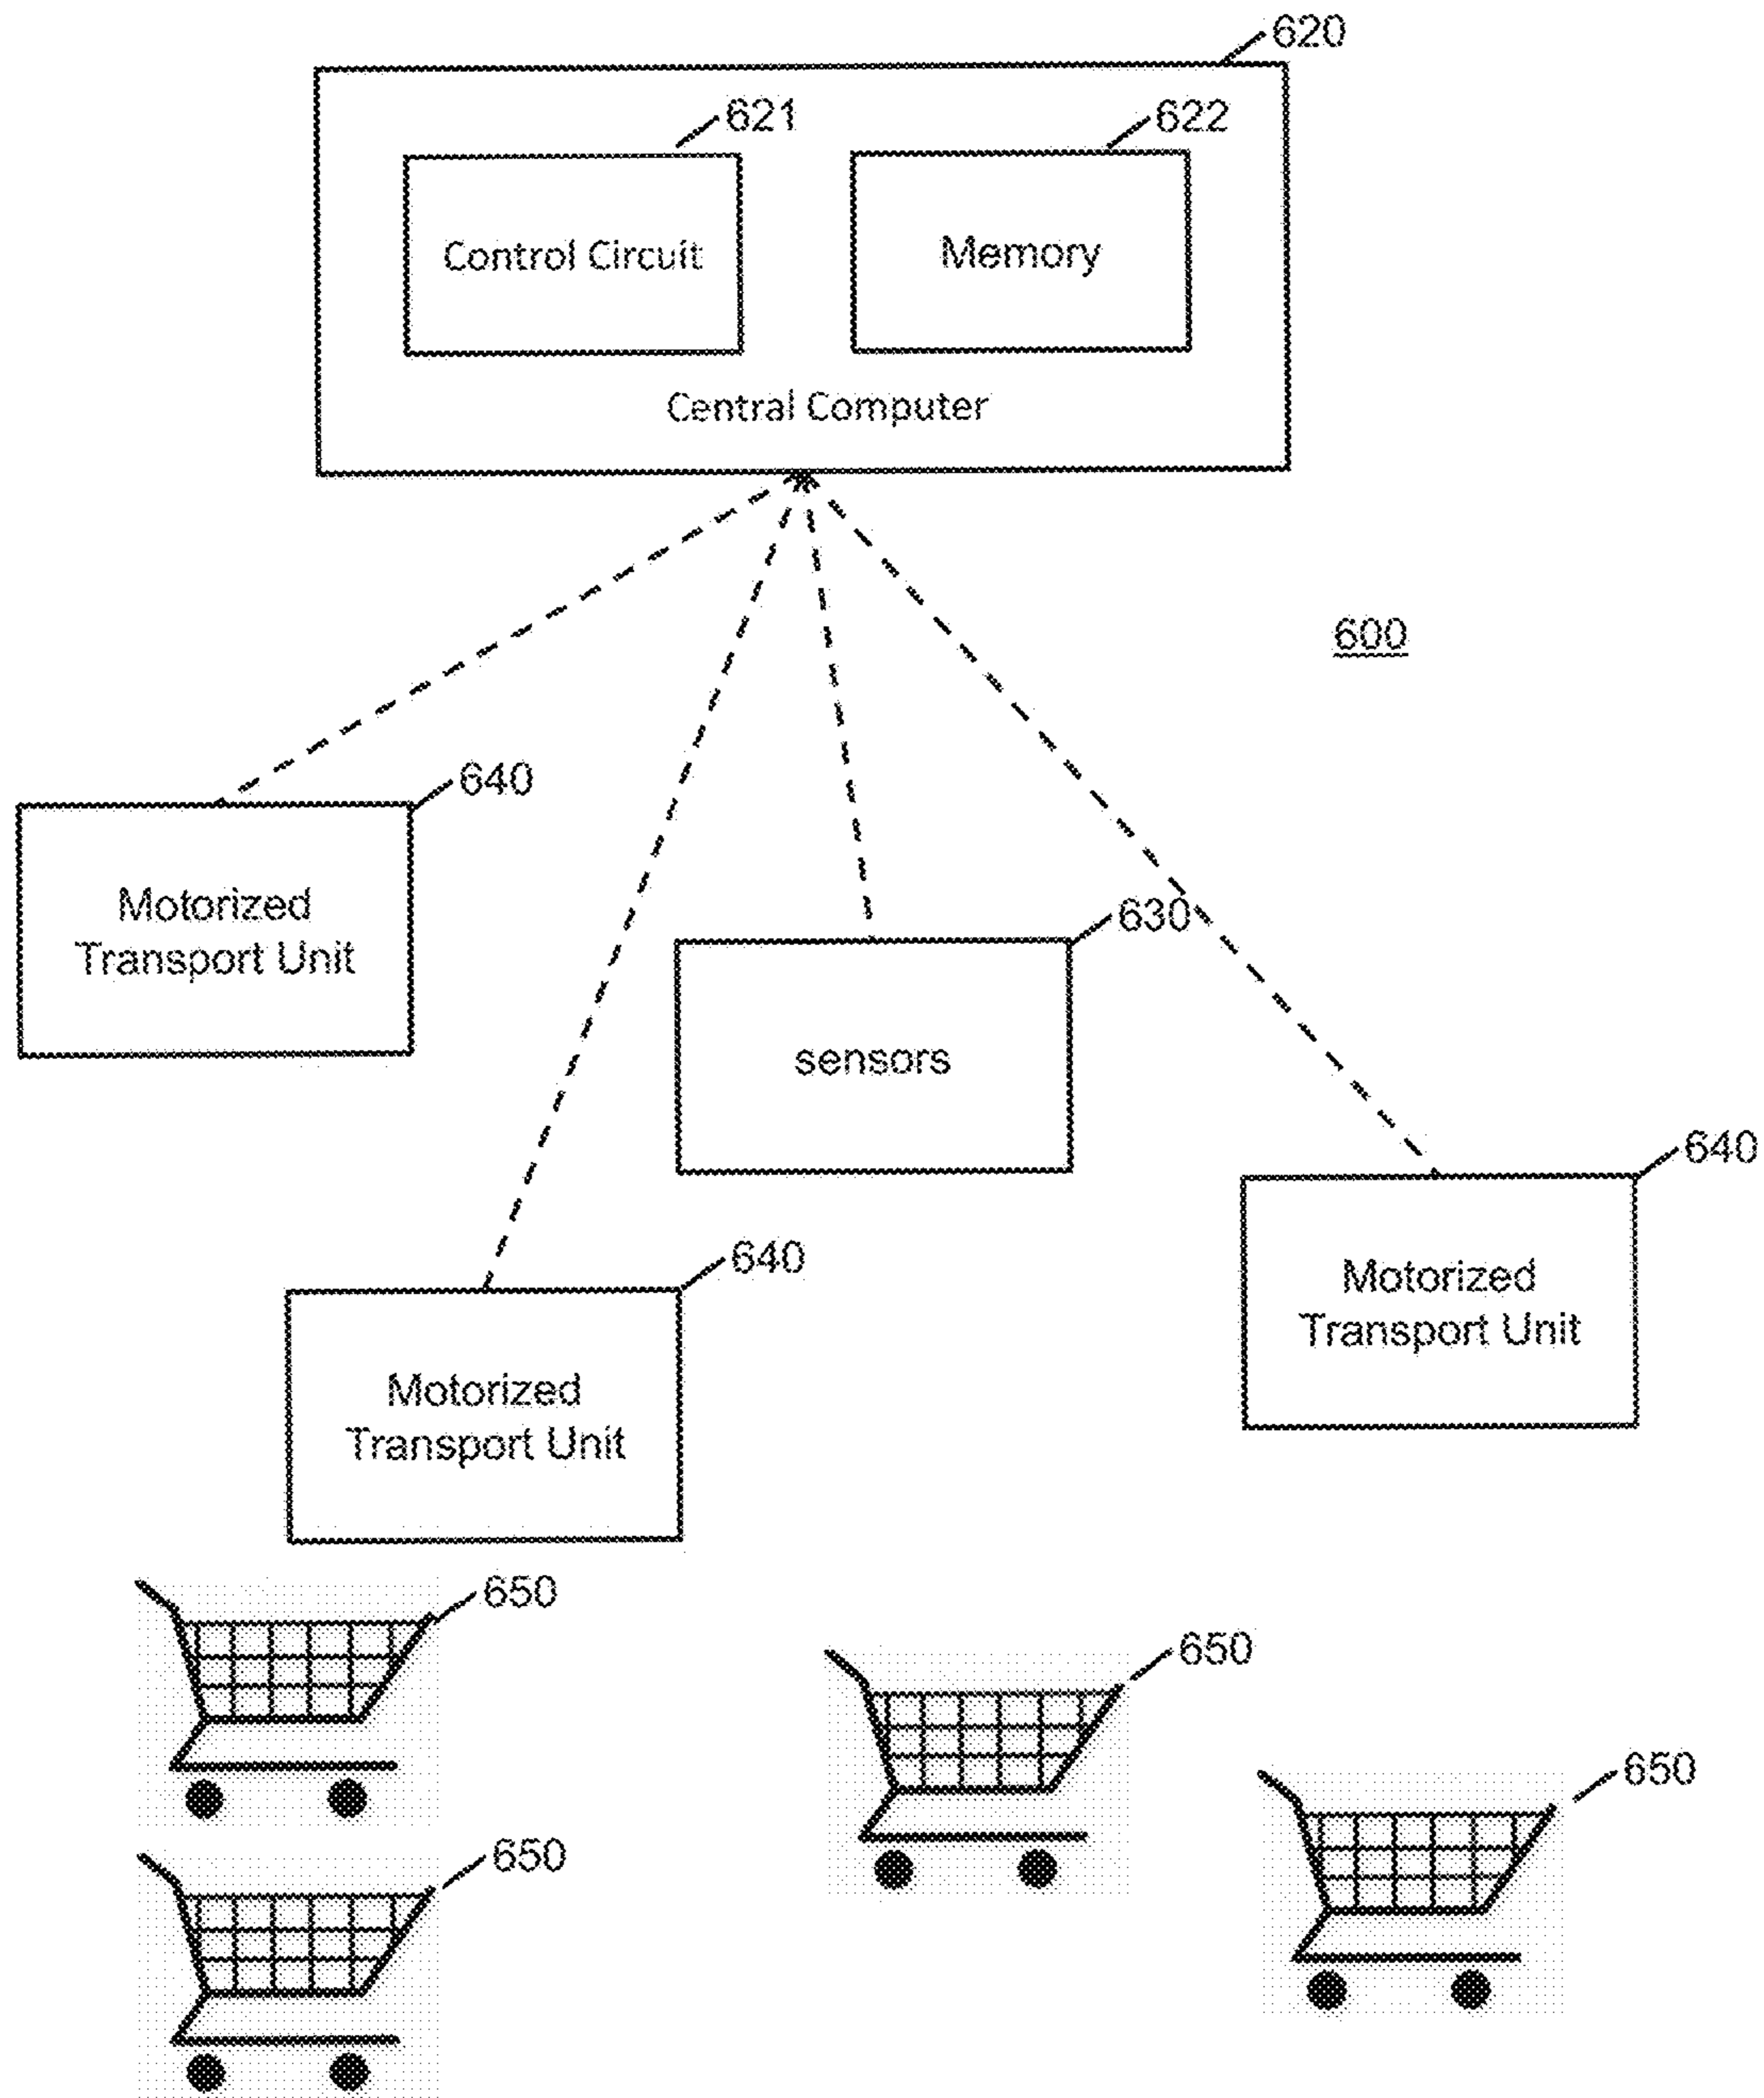 620
621
622
Control Circuit
Memory
Central Computer
600
640
Motorized
Transport Unit
630
sensors
640
Motorized
Transport Unit
640
Motorized
Transport Unit
650
650
650
650